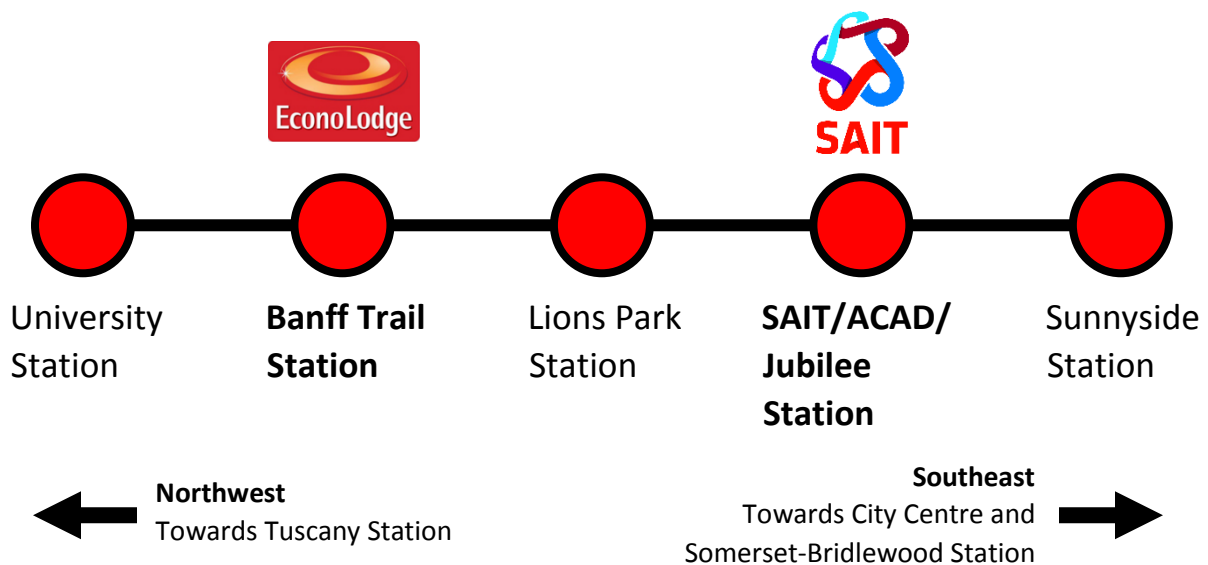 EconoLodge
SAIT
University
Station
Banff Trail
Station
Lions Park
Station
SAIT/ACAD/
Jubilee
Station
Sunnyside
Station
Northwest
Towards Tuscany Station
Southeast
Towards City Centre and
Somerset-Bridlewood Station